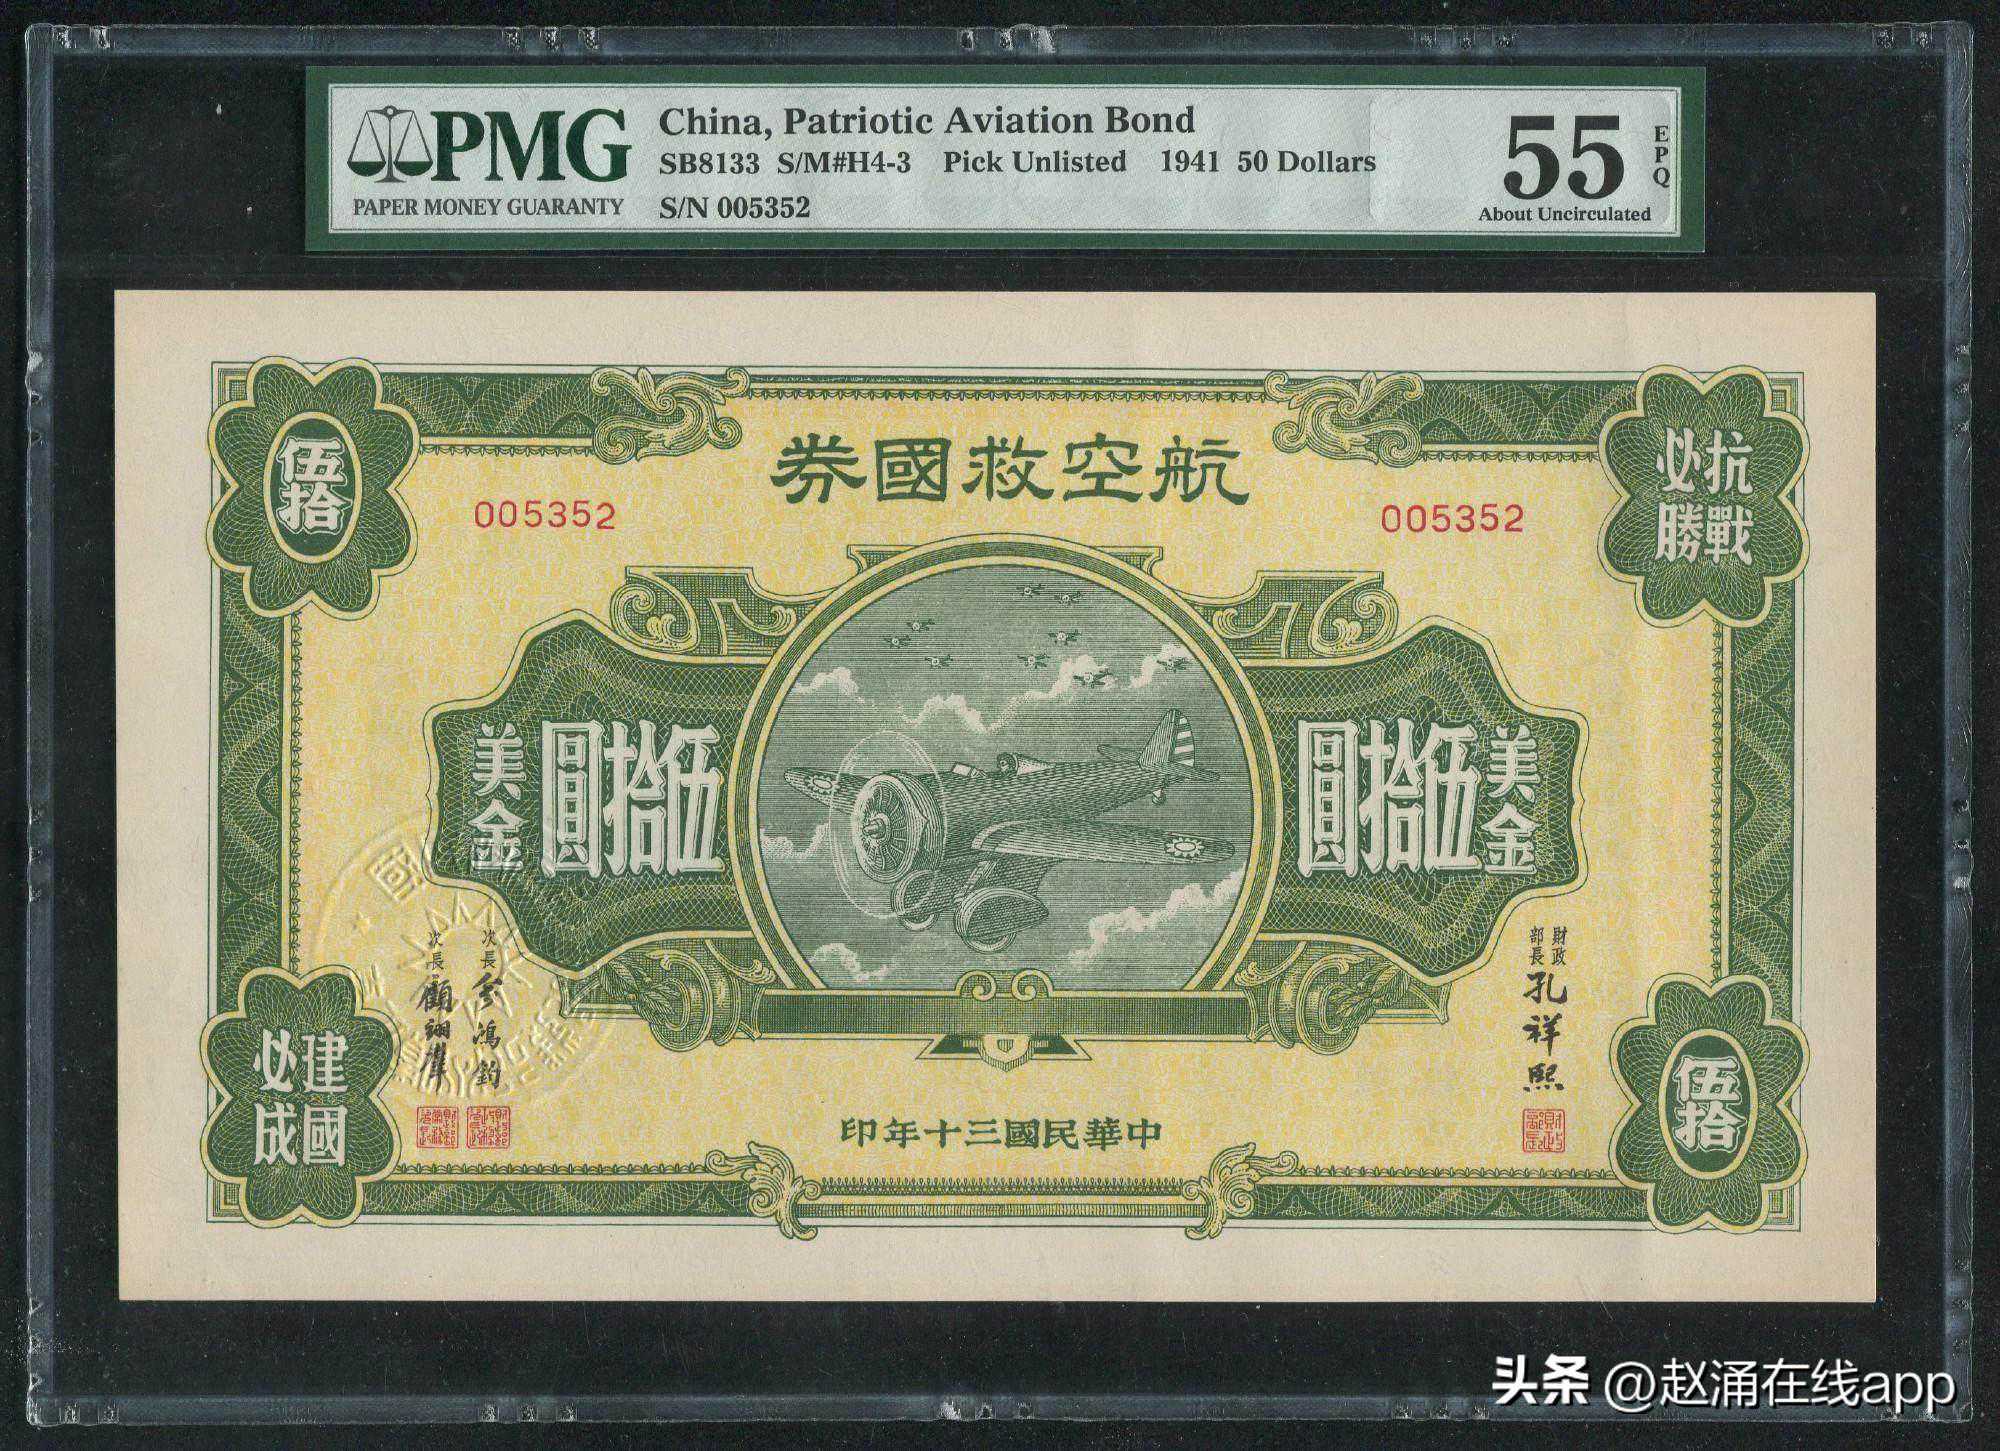 PMG
PAPER MONEY GUARANTY
China, Patriotic Aviation Bond
SB8133 S/M#H4-3 Pick Unlisted 1941 50 Dollars
S/N 005352
55
EPQ
About Uncirculated
航空救國券
伍拾
抗戰必勝
005352
005352
美金
伍拾圓
美金
伍拾圓
財政部長 孔祥熙
次長
次長 顧翊羣
建國必成
伍拾
中華民國三十年印
头条 @赵涌在线app